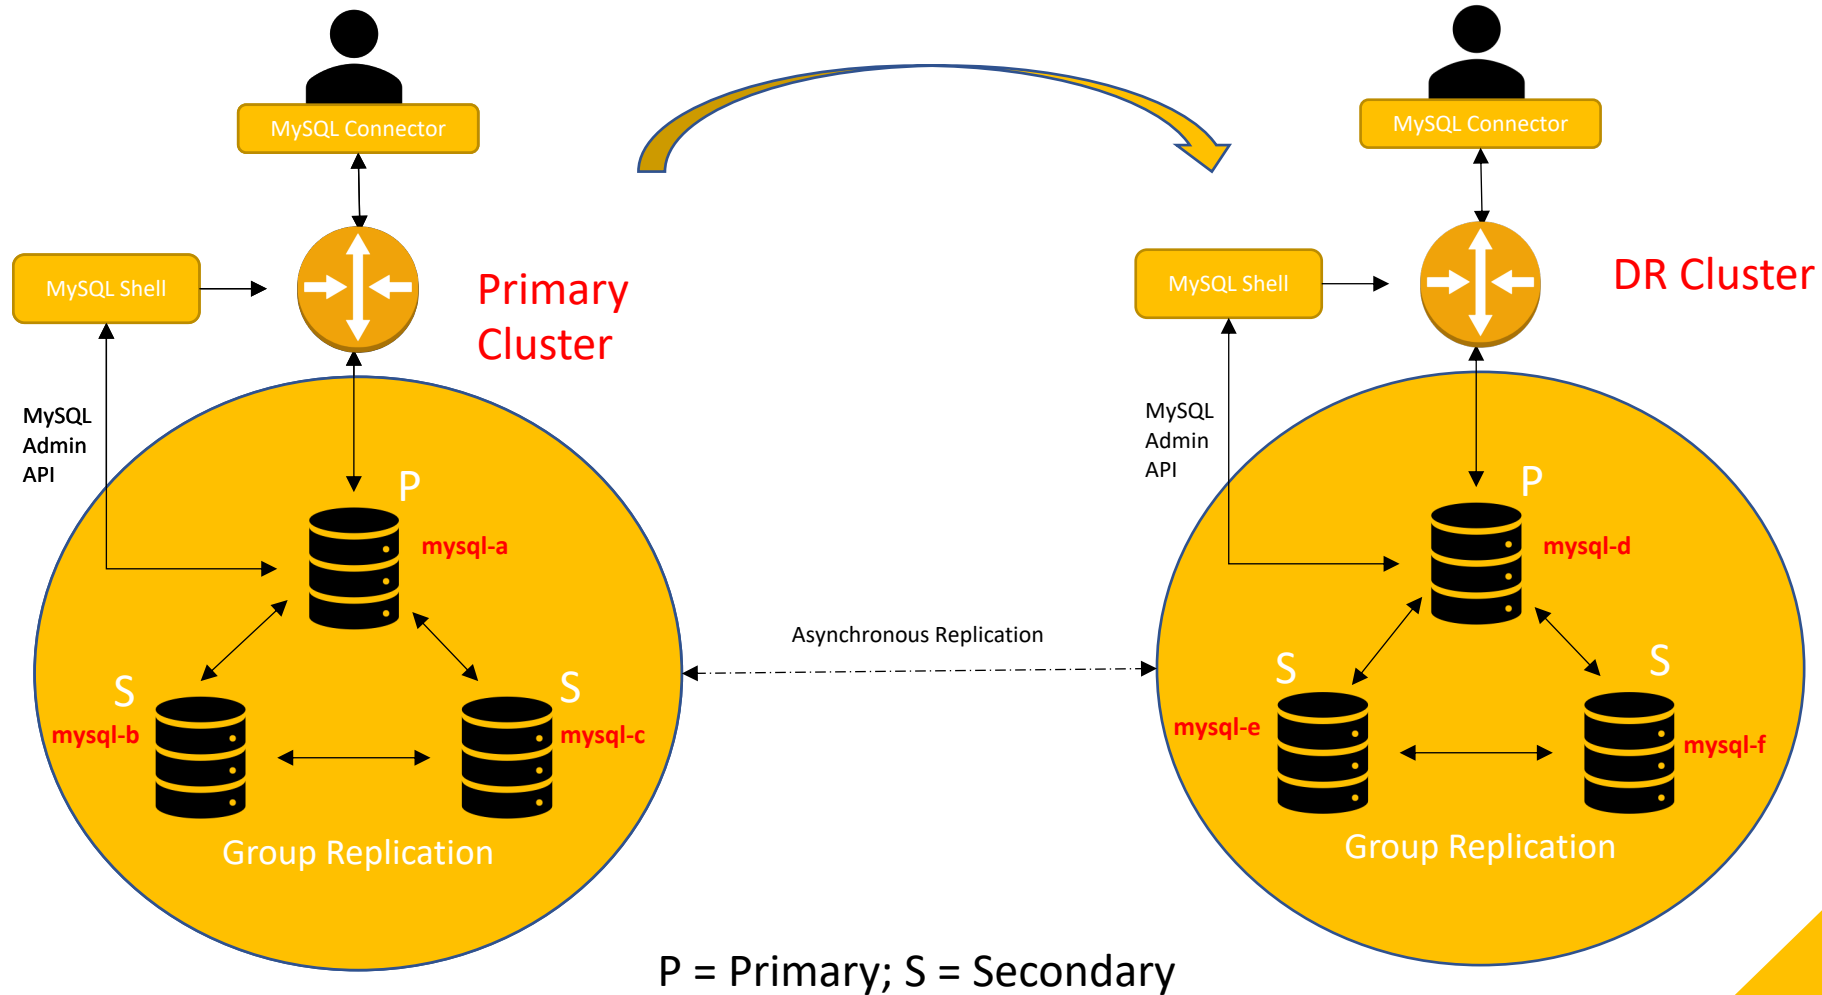 MySQL Connector
MySQL Shell
Primary
Cluster
MySQL
Admin
API
P
mysql-a
S
mysql-b
S
mysql-c
Group Replication
Asynchronous Replication
MySQL Connector
MySQL Shell
DR Cluster
MySQL
Admin
API
P
mysql-d
S
mysql-e
S
mysql-f
Group Replication
P = Primary; S = Secondary